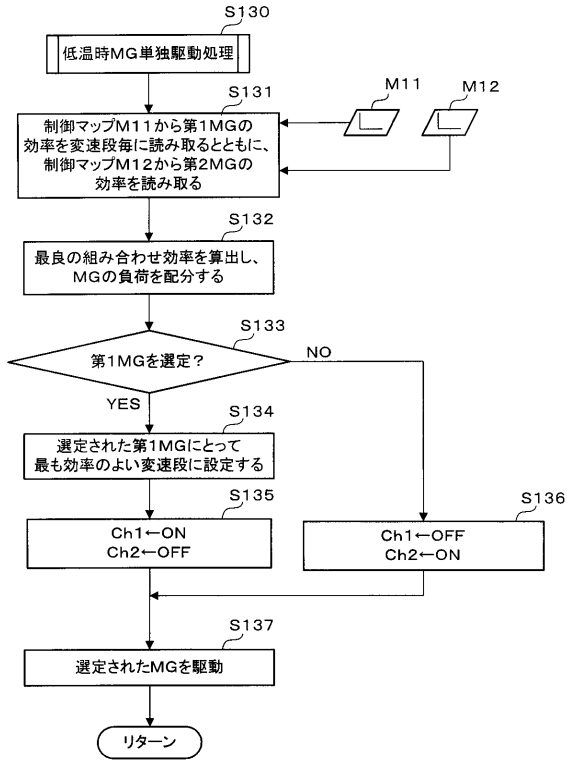 S130
低温時MG単独駆動処理
S131
M11
M12
制御マップM11から第1MGの
効率を変速段毎に読み取るとともに、
制御マップM12から第2MGの
効率を読み取る
S132
最良の組み合わせ効率を算出し、
MGの負荷を配分する
S133
第1MGを選定?
NO
YES
S134
選定された第1MGにとって
最も効率のよい変速段に設定する
S135
Ch1←ON
Ch2←OFF
S136
Ch1←OFF
Ch2←ON
S137
選定されたMGを駆動
リターン